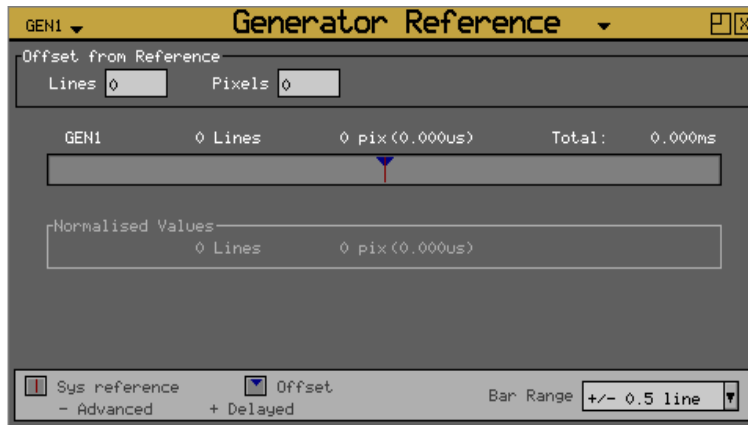 GEN1 Generator Reference
Offset from Reference
Lines 0 Pixels 0
GEN1 0 Lines 0 pix(0.000us) Total: 0.000ms
Normalised Values
0 Lines 0 pix(0.000us)
Sys reference Offset Bar Range +/- 0.5 line
- Advanced + Delayed